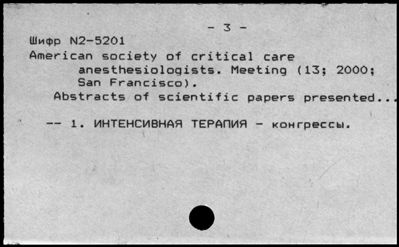 - 3 -
Шифр N2-5201
American society of critical care
anesthesiologists. Meeting (13; 2000;
San Francisco).
Abstracts of scientific papers presented...
-- 1. ИНТЕНСИВНАЯ ТЕРАПИЯ - конгрессы.